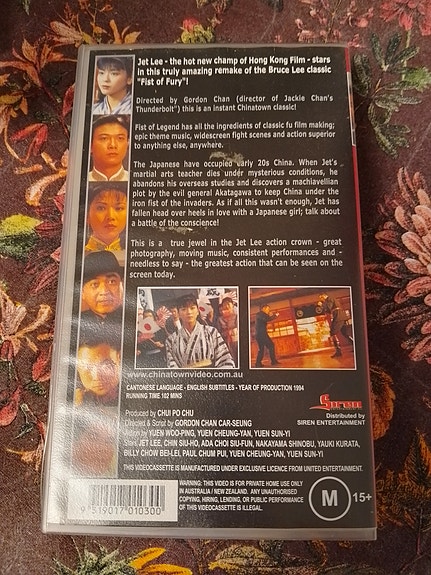 Jet Lee - the hot new champ of Hong Kong Film - stars
in this truly amazing remake of the Bruce Lee classic
"Fist of Fury"!
Directed by Gordon Chan (director of Jackie Chan's
Thunderbolt") this is an instant Chinatown classic!
Fist of Legend has all the ingredients of classic fu film making;
epic theme music, widescreen fight scenes and action superior
to anything else, anywhere.
The Japanese have occupied early 20s China. When Jet's
martial arts teacher dies under mysterious conditions, he
abandons his overseas studies and discovers a machiavellian
plot by the evil general Akatagawa to keep China under the
iron fist of the invaders. As if all this wasn't enough, Jet has
fallen head over heels in love with a Japanese girl; talk about
a battle of the conscience!
This is a true jewel in the Jet Lee action crown - great
photography, moving music, consistent performances and -
needless to say - the greatest action that can be seen on the
screen today.
www.chinatownvideo.com.au
CANTONESE LANGUAGE - ENGLISH SUBTITLES - YEAR OF PRODUCTION 1994
RUNNING TIME 102 MINS
Siren
Distributed by
SIREN ENTERTAINMENT
Produced by CHUI PO CHU
Directed & Script by GORDON CHAN CAR-SEUNG
Action by YUEN WOO-PING, YUEN CHEUNG-YAN, YUEN SUN-YI
Stars JET LEE, CHIN SIU-HO, ADA CHOI SIU-FUN, NAKAYAMA SHINOBU, YAUKI KURATA,
BILLY CHOW BEI-LEI, PAUL CHUM PUI, YUEN CHEUNG-YAN, YUEN SUN-YI
THIS VIDEOCASSETTE IS MANUFACTURED UNDER EXCLUSIVE LICENCE FROM UNITED ENTERTAINMENT.
9 519017 010300
WARNING: THIS VIDEO IS FOR PRIVATE HOME USE ONLY
IN AUSTRALIA / NEW ZEALAND. ANY UNAUTHORISED
COPYING, HIRING, LENDING, OR PUBLIC PERFORMANCE
OF THIS VIDEOCASSETTE IS ILLEGAL.
M 15+